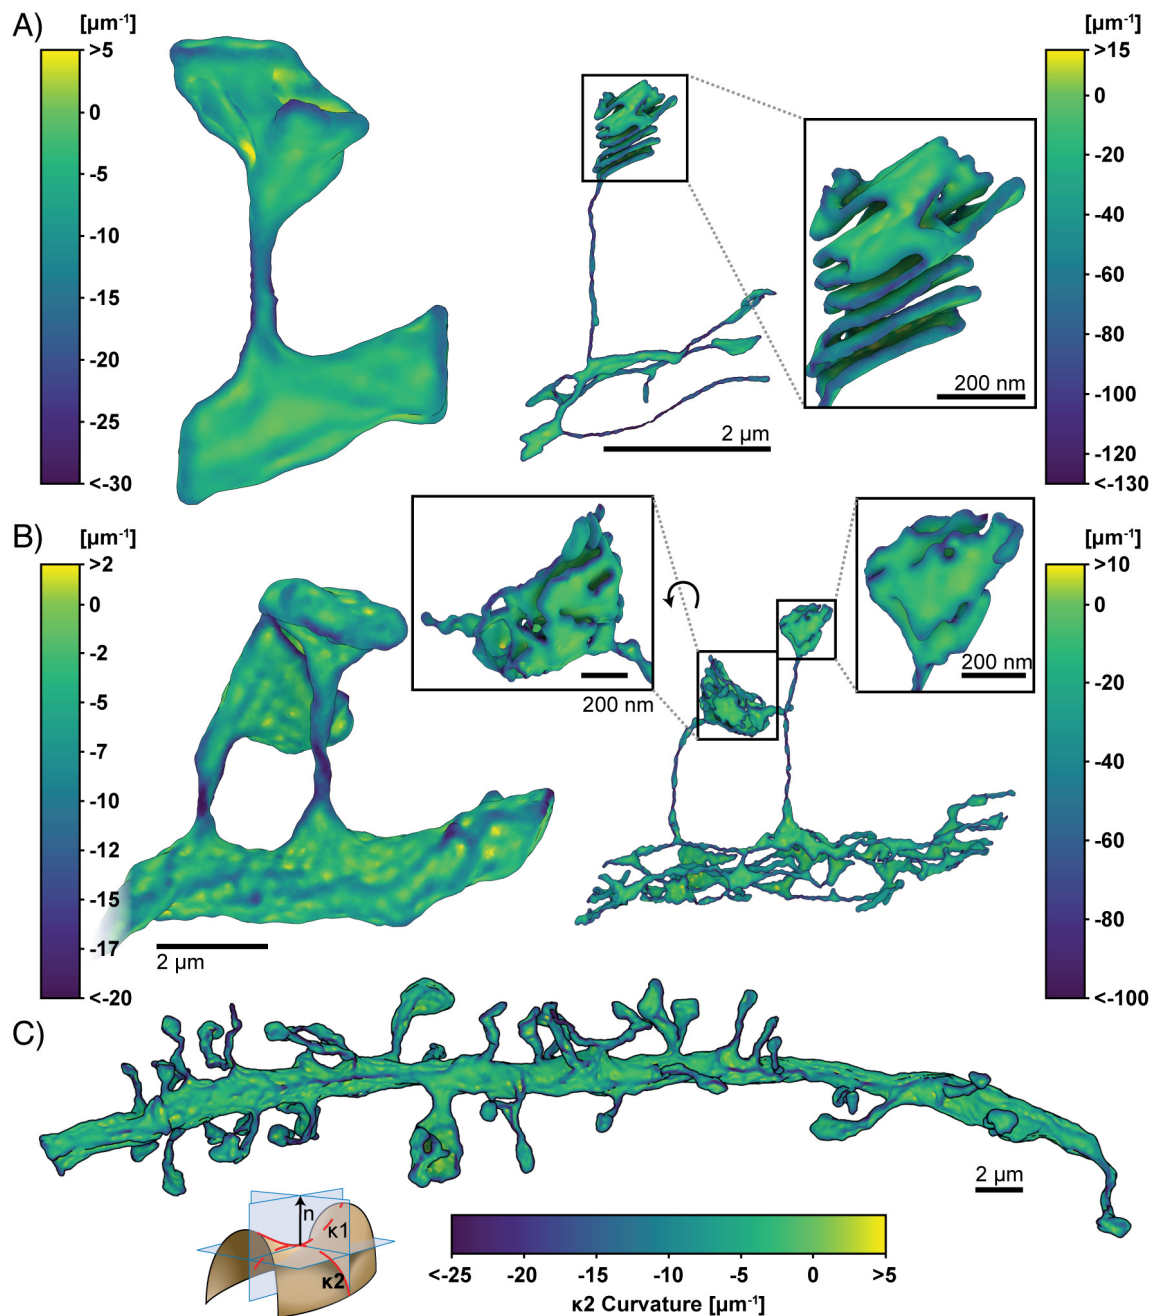 A)
[µm⁻¹]
>5
0
-5
-10
-15
-20
-25
<-30
2 µm
200 nm
[µm⁻¹]
>15
0
-20
-40
-60
-80
-100
-120
<-130
B)
[µm⁻¹]
>2
0
-2
-5
-7
-10
-12
-15
-17
<-20
2 µm
200 nm
200 nm
[µm⁻¹]
>10
0
-20
-40
-60
-80
<-100
C)
2 µm
n
κ1
κ2
<-25 -20 -15 -10 -5 0 >5
κ2 Curvature [µm⁻¹]